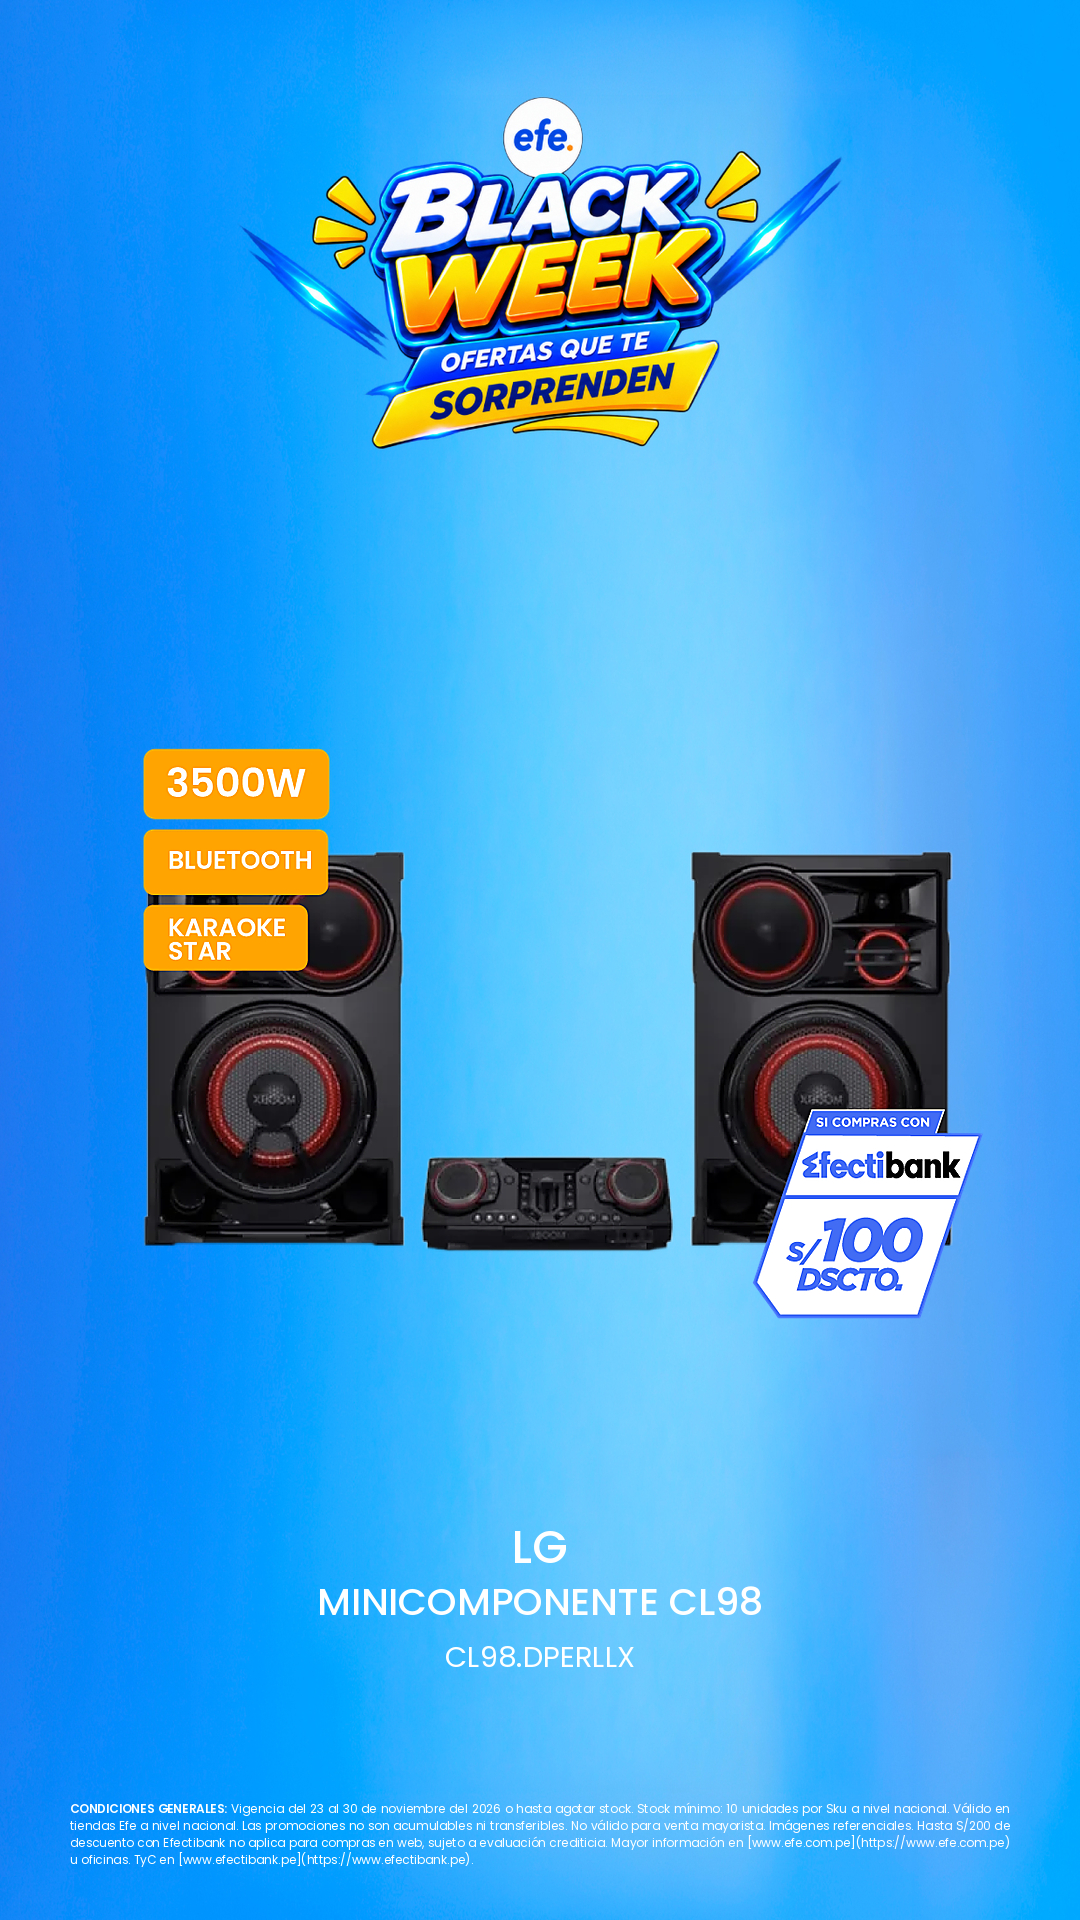 efe.
BLACK
WEEK
OFERTAS QUE TE
SORPRENDEN
3500W
BLUETOOTH
KARAOKE
STAR
XBOOM
XBOOM
XBOOM
SI COMPRAS CON
Efectibank
S/100
DSCTO.
LG
MINICOMPONENTE CL98
CL98.DPERLLX
CONDICIONES GENERALES: Vigencia del 23 al 30 de noviembre del 2026 o hasta agotar stock. Stock mínimo: 10 unidades por Sku a nivel nacional. Válido en
tiendas Efe a nivel nacional. Las promociones no son acumulables ni transferibles. No válido para venta mayorista. Imágenes referenciales. Hasta S/200 de
descuento con Efectibank no aplica para compras en web, sujeto a evaluación crediticia. Mayor información en [www.efe.com.pe](https://www.efe.com.pe)
u oficinas. TyC en [www.efectibank.pe](https://www.efectibank.pe).